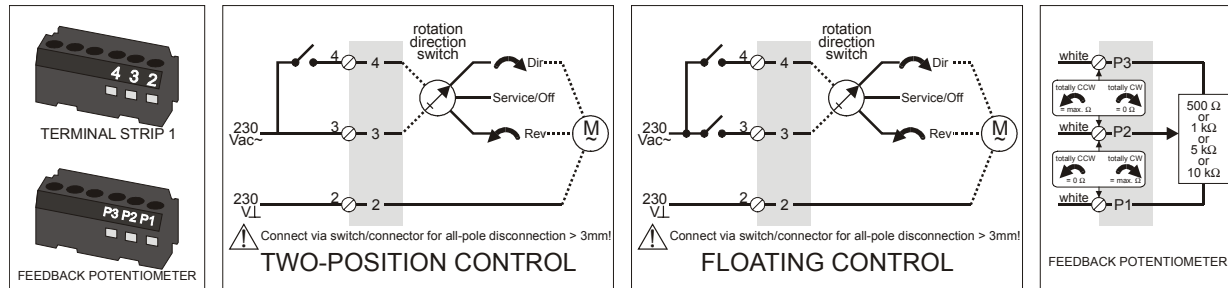 4 3 2
TERMINAL STRIP 1
P3 P2 P1
FEEDBACK POTENTIOMETER
rotation
direction
switch
4 4 Dir
Service/Off
230
Vac~
3 3 Rev
M
~
230
V⊥
2 2
Connect via switch/connector for all-pole disconnection > 3mm!
TWO-POSITION CONTROL
rotation
direction
switch
4 4 Dir
Service/Off
230
Vac~
3 3 Rev
M
~
230
V⊥
2 2
Connect via switch/connector for all-pole disconnection > 3mm!
FLOATING CONTROL
white P3
totally CCW totally CW
= max. Ω = 0 Ω
white P2
totally CCW totally CW
= 0 Ω = max. Ω
white P1
500 Ω
or
1 kΩ
or
5 kΩ
or
10 kΩ
FEEDBACK POTENTIOMETER